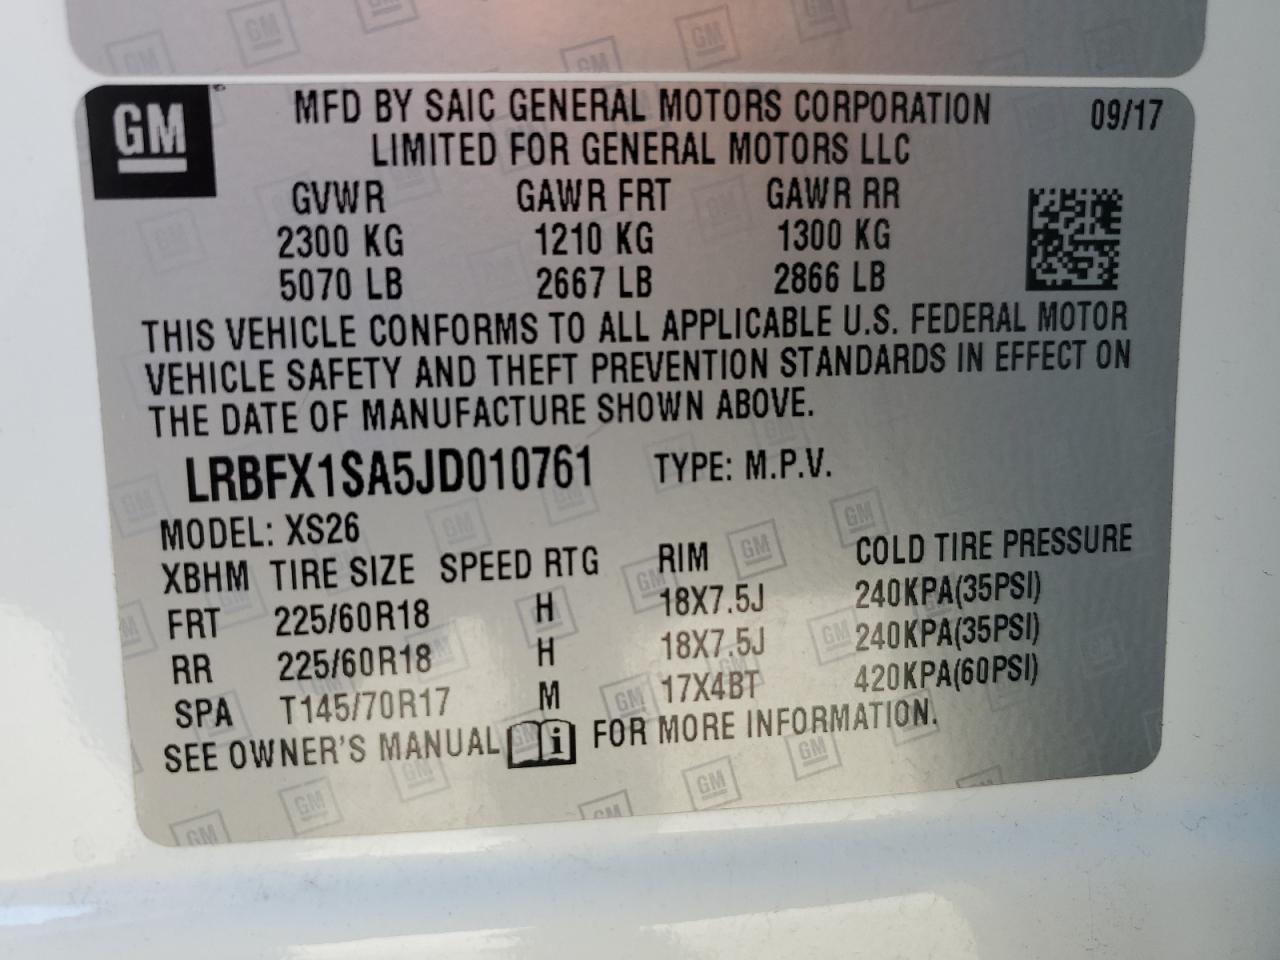 GM
MFD BY SAIC GENERAL MOTORS CORPORATION 09/17
LIMITED FOR GENERAL MOTORS LLC
GVWR GAWR FRT GAWR RR
2300 KG 1210 KG 1300 KG
5070 LB 2667 LB 2866 LB
THIS VEHICLE CONFORMS TO ALL APPLICABLE U.S. FEDERAL MOTOR
VEHICLE SAFETY AND THEFT PREVENTION STANDARDS IN EFFECT ON
THE DATE OF MANUFACTURE SHOWN ABOVE.
LRBFX1SA5JD010761 TYPE: M.P.V.
MODEL: XS26
XBHM TIRE SIZE SPEED RTG RIM COLD TIRE PRESSURE
FRT 225/60R18 H 18X7.5J 240KPA(35PSI)
RR 225/60R18 H 18X7.5J 240KPA(35PSI)
SPA T145/70R17 M 17X4BT 420KPA(60PSI)
SEE OWNER'S MANUAL i FOR MORE INFORMATION.